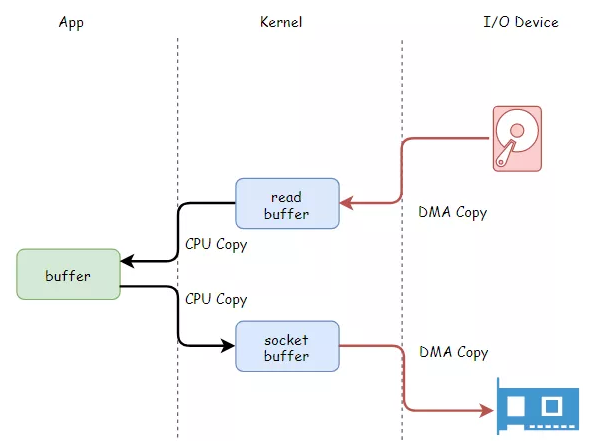 App
Kernel
I/O Device
read
buffer
DMA Copy
CPU Copy
buffer
CPU Copy
socket
buffer
DMA Copy